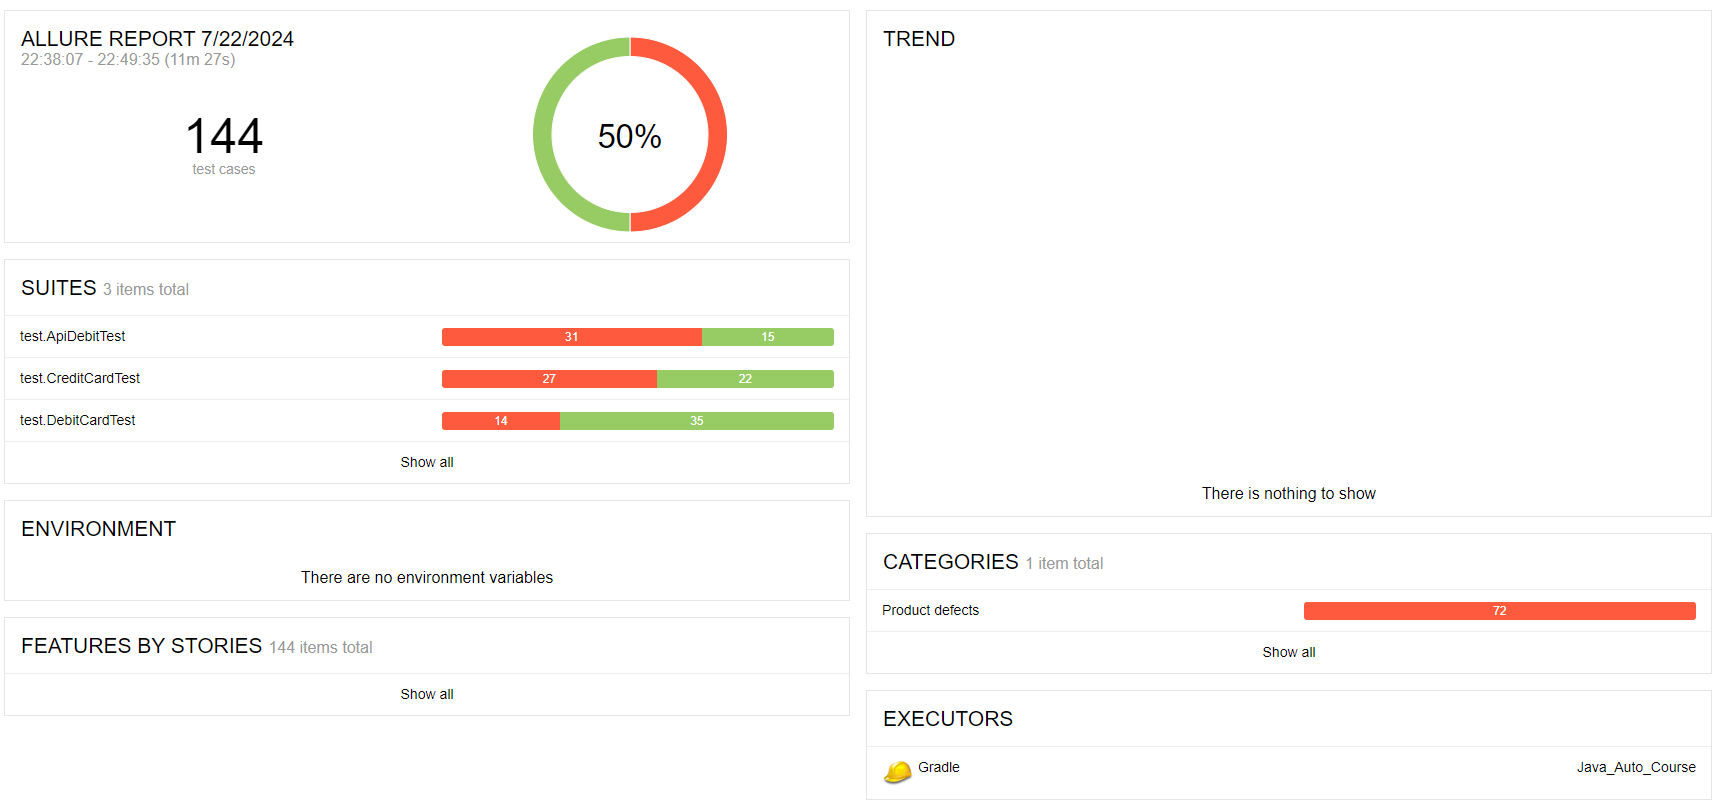 ALLURE REPORT 7/22/2024
22:38:07 - 22:49:35 (11m 27s)
144
test cases
50%
SUITES 3 items total
test.ApiDebitTest 31 15
test.CreditCardTest 27 22
test.DebitCardTest 14 35
Show all
ENVIRONMENT
There are no environment variables
FEATURES BY STORIES 144 items total
Show all
TREND
There is nothing to show
CATEGORIES 1 item total
Product defects 72
Show all
EXECUTORS
Gradle Java_Auto_Course